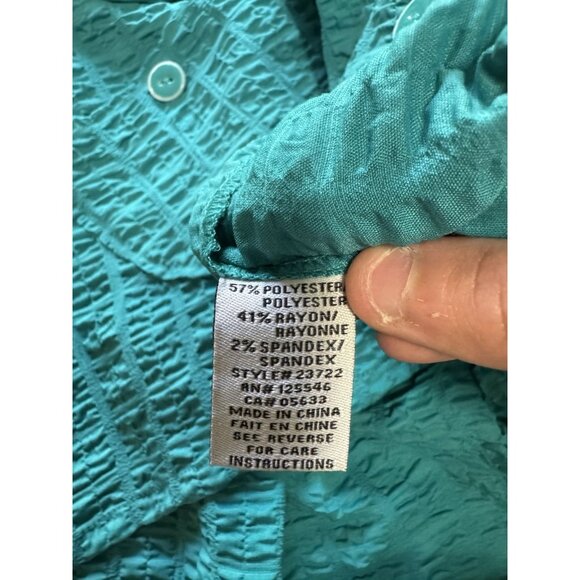 57% POLYESTER/
POLYESTER
41% RAYON/
RAYONNE
2% SPANDEX/
SPANDEX
STYLE# 23722
RN# 125546
CA# 05633
MADE IN CHINA
FAIT EN CHINE
SEE REVERSE
FOR CARE
INSTRUCTIONS